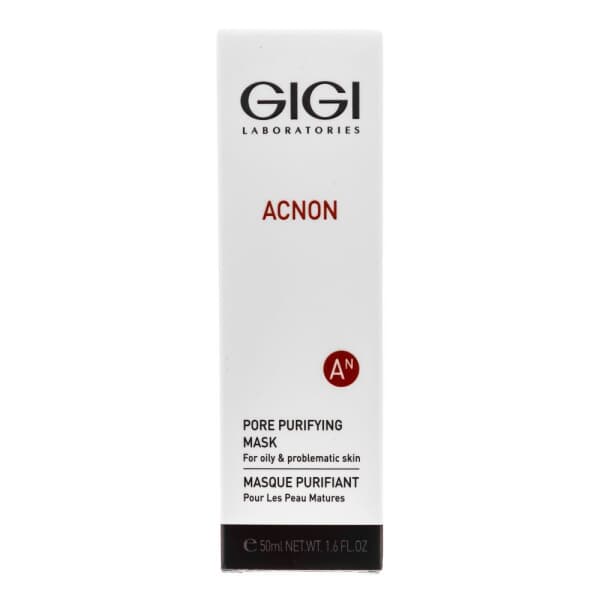 GIGI
LABORATORIES
ACNON
AN
PORE PURIFYING
MASK
For oily & problematic skin
MASQUE PURIFIANT
Pour Les Peau Matures
e 50ml NET.WT. 1.6 FL.OZ